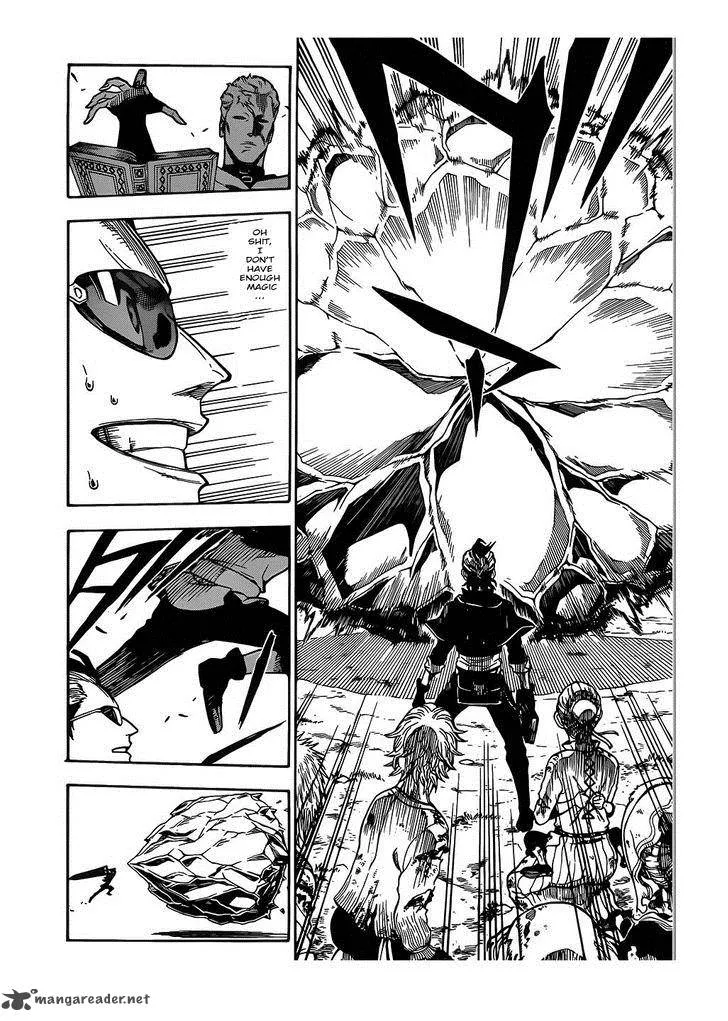 OH
SHIT,
I
DON'T
HAVE
ENOUGH
MAGIC
...
mangareader.net